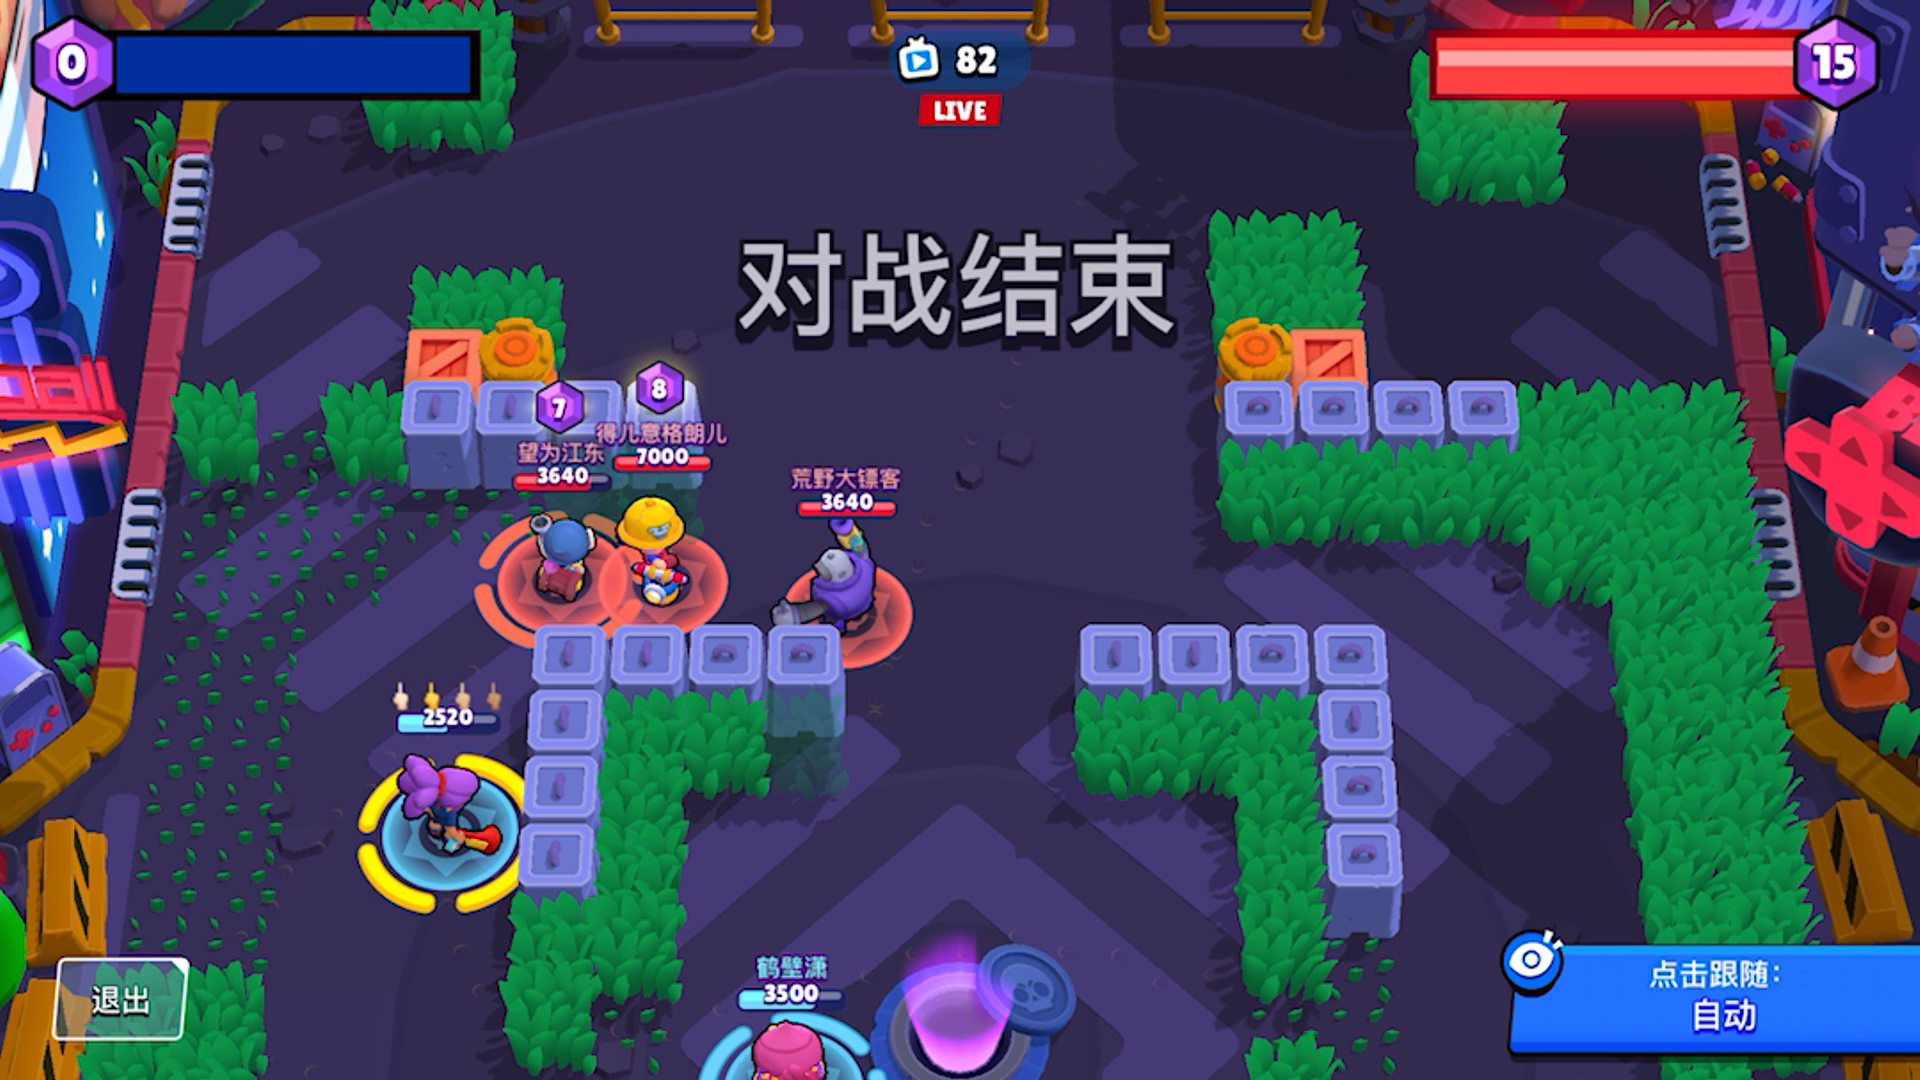 0
82
15
LIVE
对战结束
8
7
得儿意格朗儿
7000
望为江东
3640
荒野大镖客
3640
2520
鹤壁潇
3500
退出
点击跟随:
自动